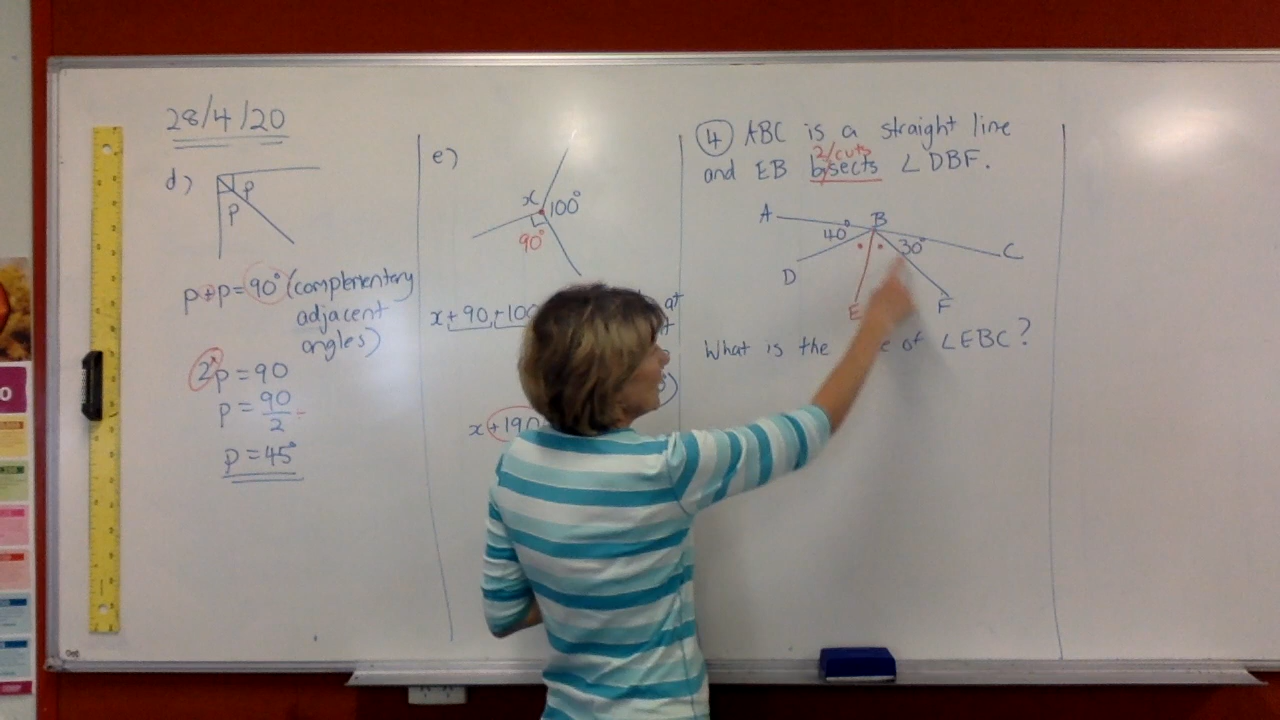 28/4/20
d)
p
p
p+p=90° (complementary
adjacent
angles)
2p = 90
p = 90
2
p = 45°
e)
x
100°
90°
x+90+100
at
x+190
4 ABC is a straight line
2/cuts
and EB bisects ∠DBF.
A
B
40°
30°
C
D
E
F
What is the of ∠EBC?